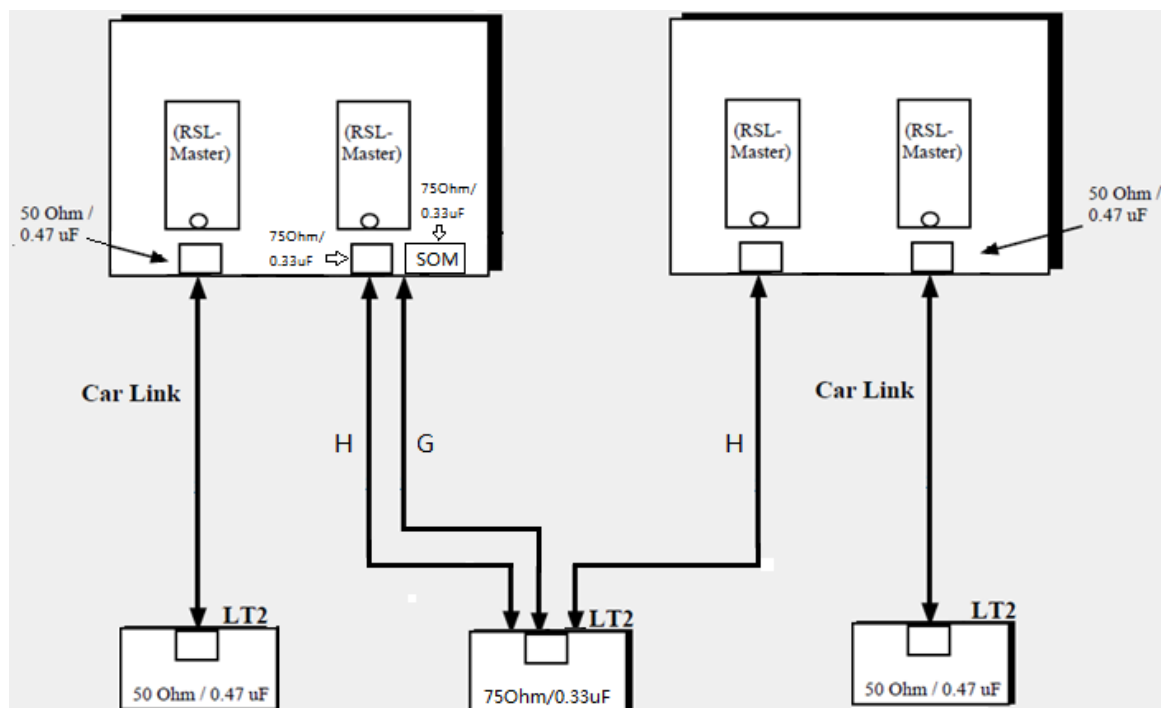 (RSL-
Master)
(RSL-
Master)
(RSL-
Master)
(RSL-
Master)
75Ohm/
0.33uF
50 Ohm /
0.47 uF
75Ohm/
0.33uF
SOM
50 Ohm /
0.47 uF
Car Link
Car Link
H
G
H
LT2
LT2
LT2
50 Ohm / 0.47 uF
75Ohm/0.33uF
50 Ohm / 0.47 uF